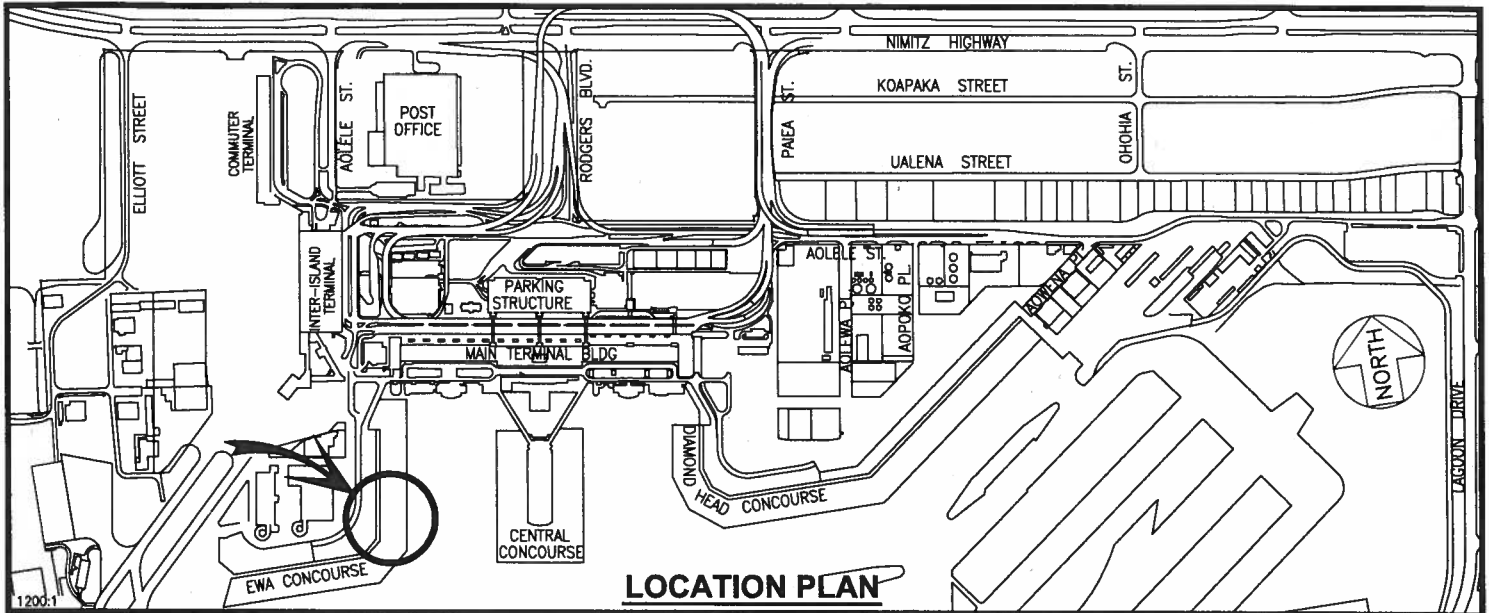 NIMITZ HIGHWAY
KOAPAKA STREET
UALENA STREET
ELLIOTT STREET
COMMUTER
TERMINAL
AOLELE ST.
POST
OFFICE
RODGERS BLVD.
PAIEA ST.
OHOHIA ST.
INTER-ISLAND
TERMINAL
PARKING
STRUCTURE
MAIN TERMINAL BLDG
AOLELE ST.
AOLEWA Pl
AOPOKO PL.
AOWENA PL
NORTH
LAGOON DRIVE
DIAMOND
HEAD CONCOURSE
CENTRAL
CONCOURSE
EWA CONCOURSE
LOCATION PLAN
1200:1